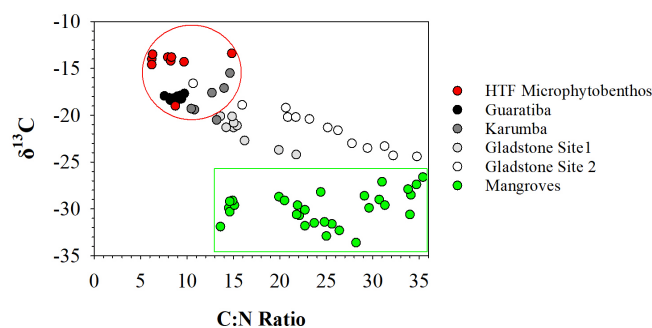 -10
-15
-20
-25
-30
-35
δ13C
0 5 10 15 20 25 30 35
C:N Ratio
HTF Microphytobenthos
Guaratiba
Karumba
Gladstone Site1
Gladstone Site 2
Mangroves